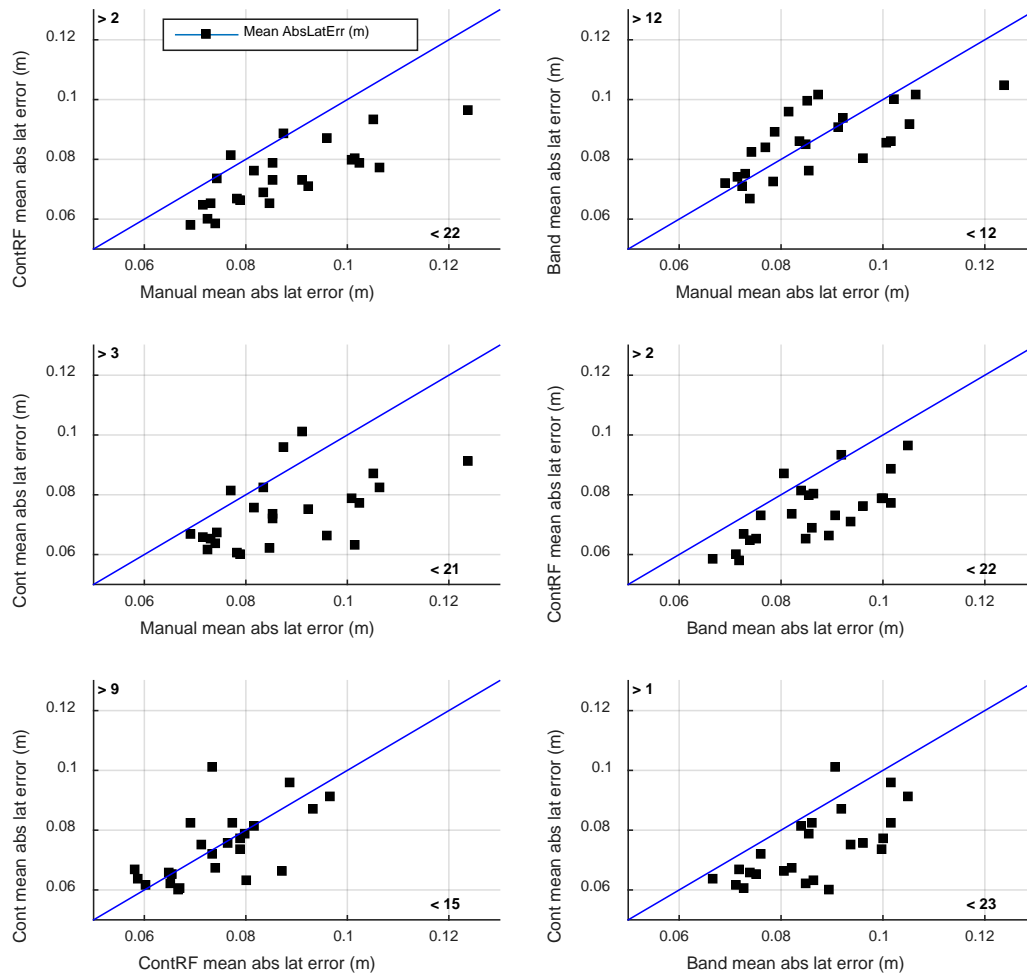 > 2
Mean AbsLatErr (m)
0.12
0.1
0.08
0.06
ContRF mean abs lat error (m)
< 22
0.06 0.08 0.1 0.12
Manual mean abs lat error (m)
> 12
0.12
0.1
0.08
0.06
Band mean abs lat error (m)
< 12
0.06 0.08 0.1 0.12
Manual mean abs lat error (m)
> 3
0.12
0.1
0.08
0.06
Cont mean abs lat error (m)
< 21
0.06 0.08 0.1 0.12
Manual mean abs lat error (m)
> 2
0.12
0.1
0.08
0.06
ContRF mean abs lat error (m)
< 22
0.06 0.08 0.1 0.12
Band mean abs lat error (m)
> 9
0.12
0.1
0.08
0.06
Cont mean abs lat error (m)
< 15
0.06 0.08 0.1 0.12
ContRF mean abs lat error (m)
> 1
0.12
0.1
0.08
0.06
Cont mean abs lat error (m)
< 23
0.06 0.08 0.1 0.12
Band mean abs lat error (m)